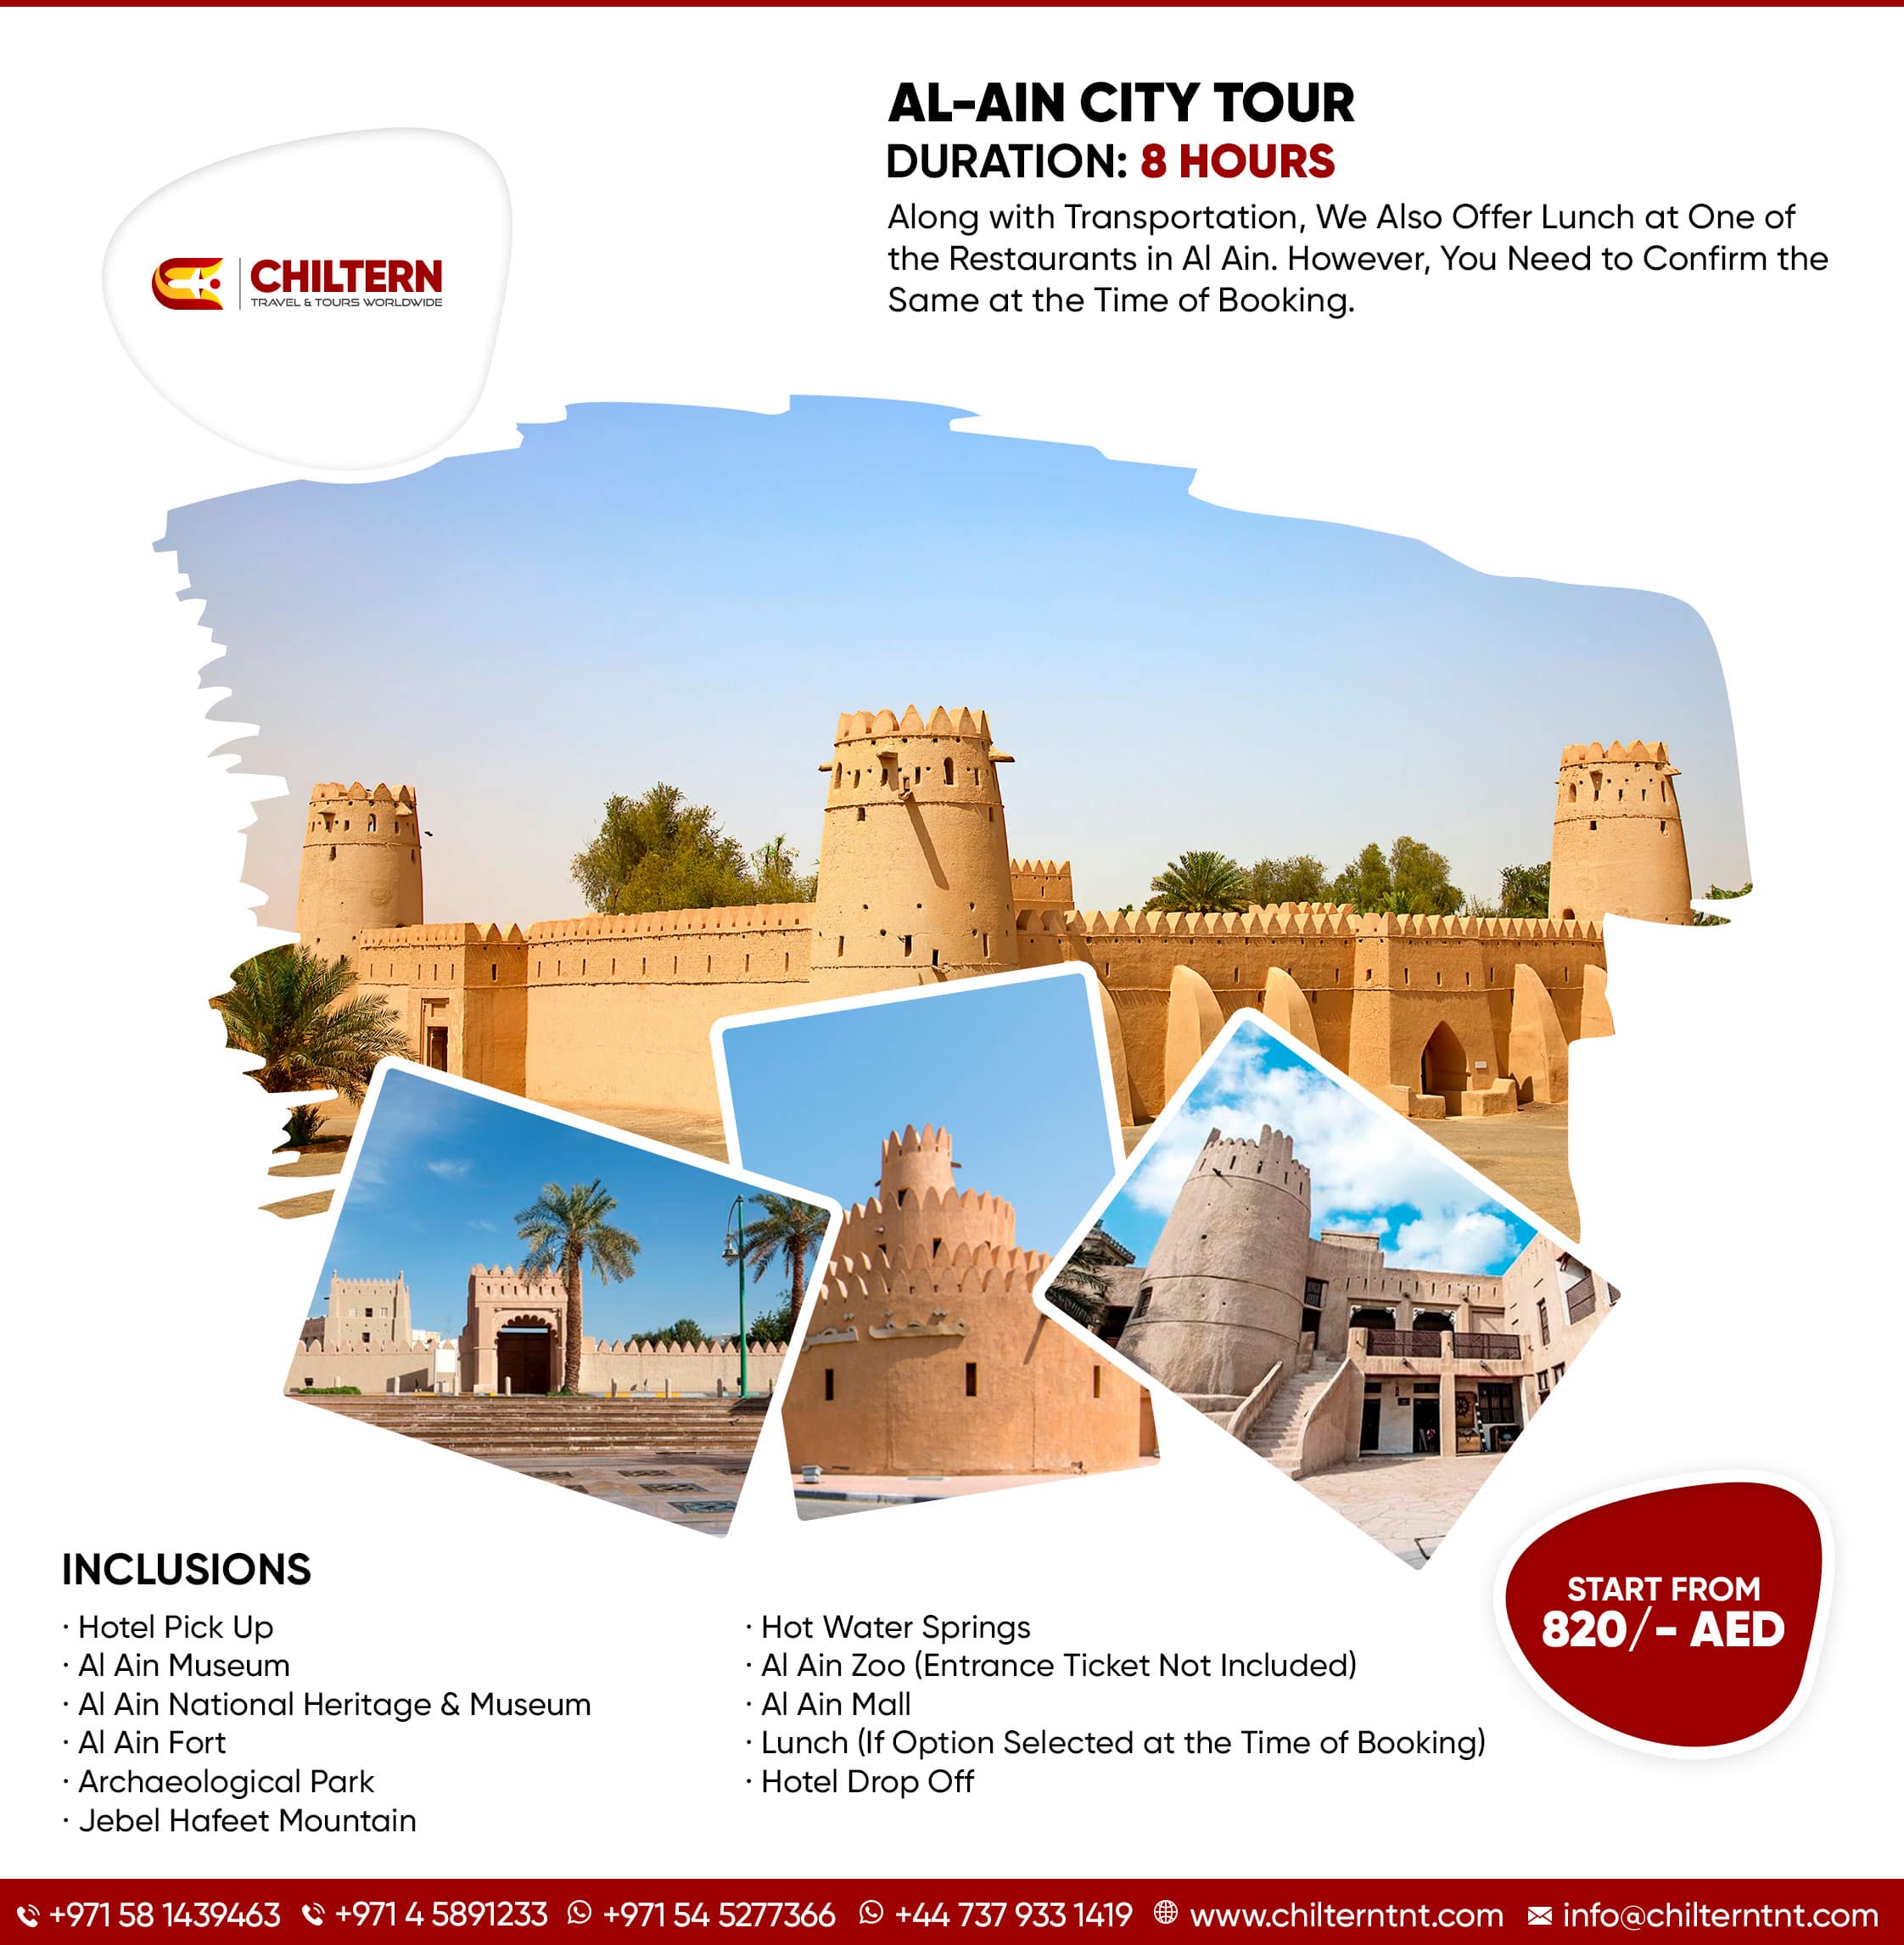 AL-AIN CITY TOUR
DURATION: 8 HOURS
Along with Transportation, We Also Offer Lunch at One of
the Restaurants in Al Ain. However, You Need to Confirm the
Same at the Time of Booking.
CHILTERN
TRAVEL & TOURS WORLDWIDE
متحف قصر
INCLUSIONS
· Hotel Pick Up
· Al Ain Museum
· Al Ain National Heritage & Museum
· Al Ain Fort
· Archaeological Park
· Jebel Hafeet Mountain
· Hot Water Springs
· Al Ain Zoo (Entrance Ticket Not Included)
· Al Ain Mall
· Lunch (If Option Selected at the Time of Booking)
· Hotel Drop Off
START FROM
820/- AED
+971 58 1439463 +971 4 5891233 +971 54 5277366 +44 737 933 1419 www.chilterntnt.com info@chilterntnt.com